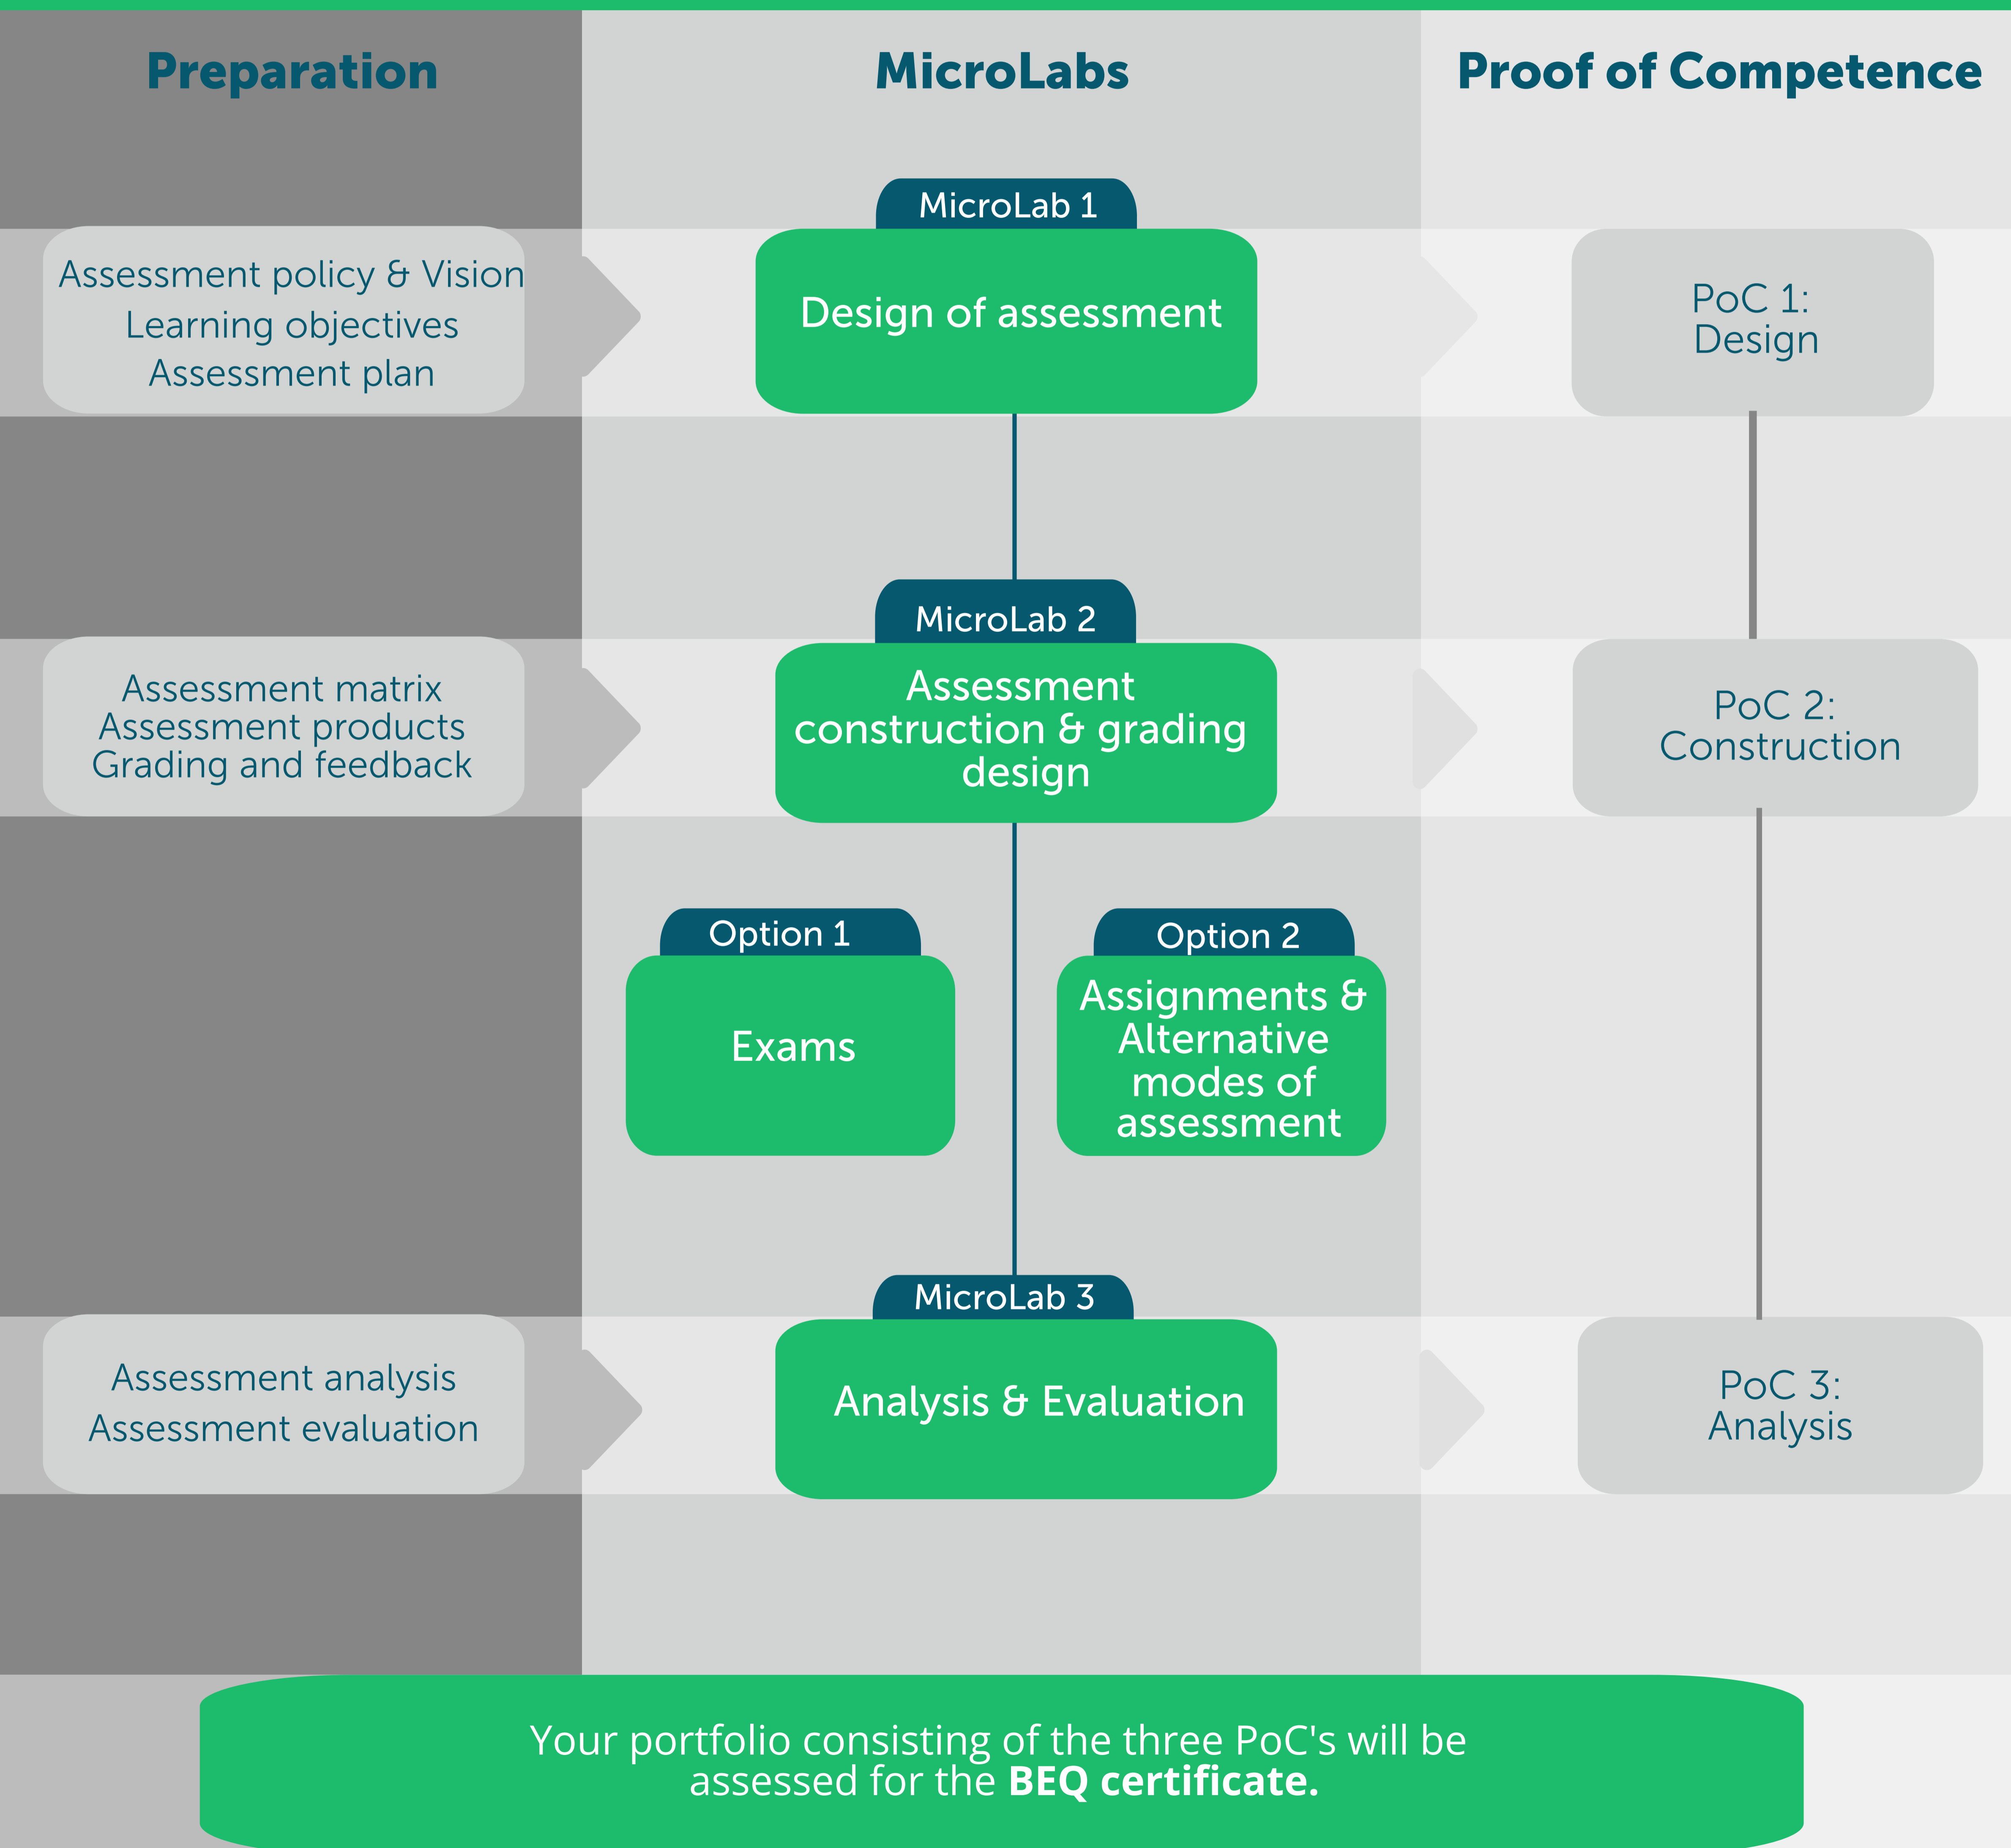 Preparation
MicroLabs
Proof of Competence
MicroLab 1
Assessment policy & Vision
Learning objectives
Assessment plan
Design of assessment
PoC 1:
Design
MicroLab 2
Assessment matrix
Assessment products
Grading and feedback
Assessment
construction & grading
design
PoC 2:
Construction
Option 1
Exams
Option 2
Assignments &
Alternative
modes of
assessment
MicroLab 3
Assessment analysis
Assessment evaluation
Analysis & Evaluation
PoC 3:
Analysis
Your portfolio consisting of the three PoC's will be
assessed for the BEQ certificate.